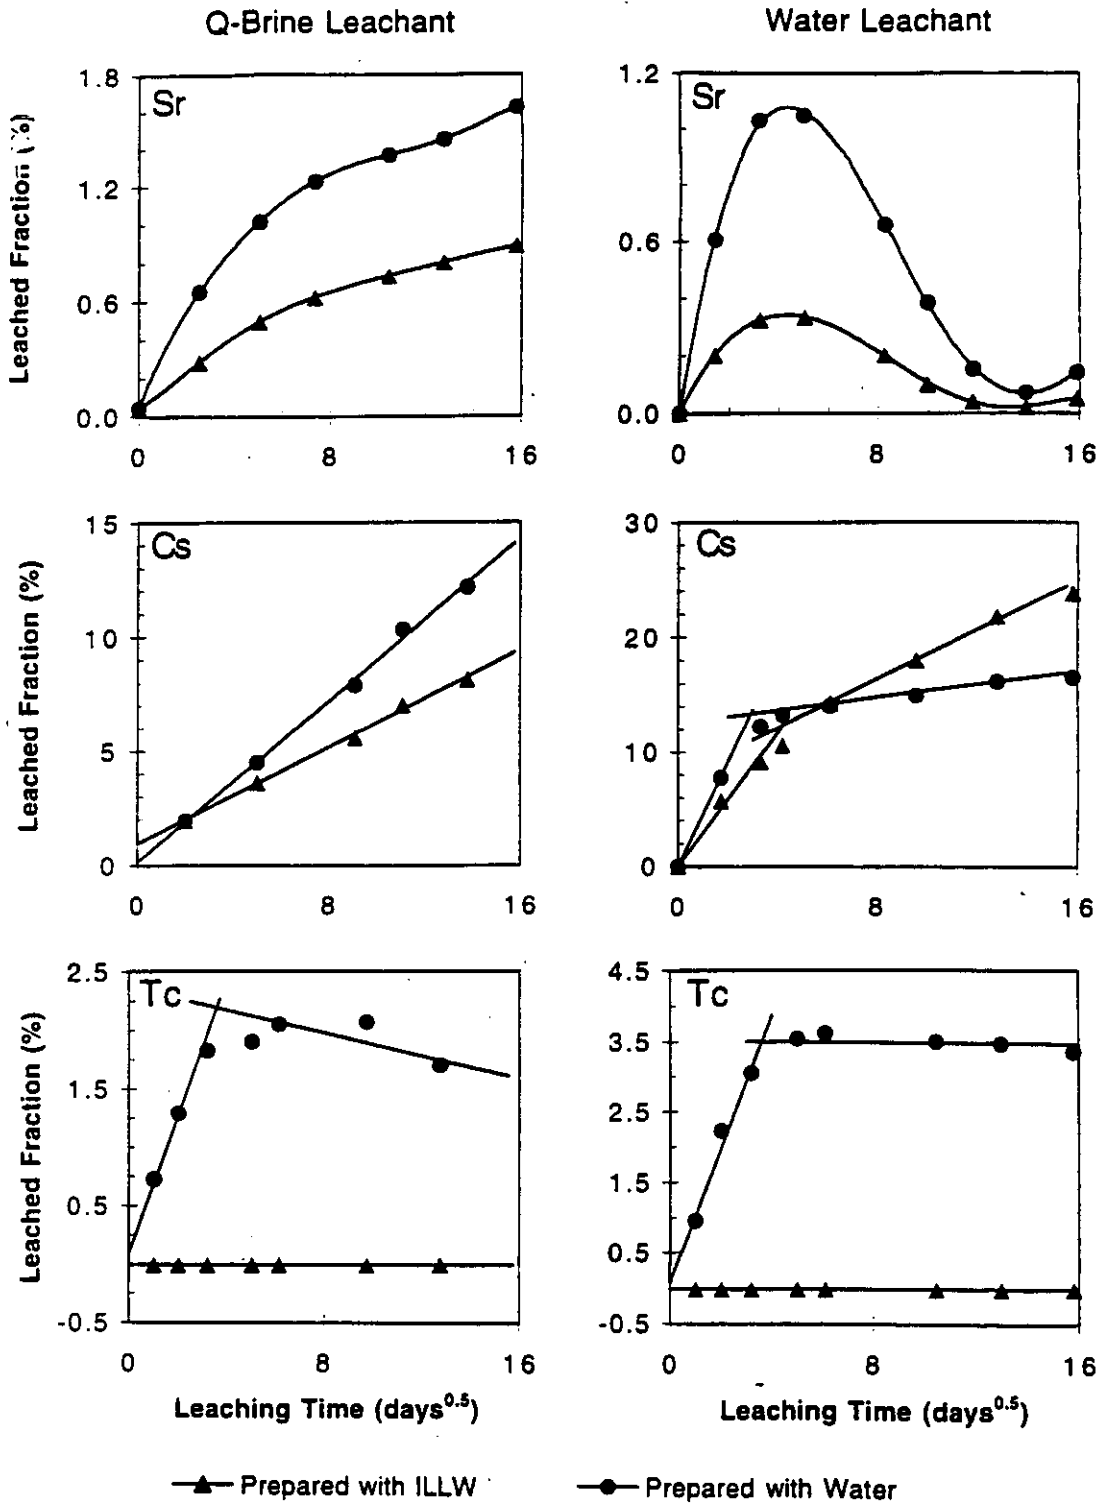 Q-Brine Leachant
Water Leachant
Leached Fraction (%)
1.8
1.2
0.6
0.0
Sr
0
8
16
1.2
0.6
0.0
Sr
0
8
16
Leached Fraction (%)
15
10
5
0
Cs
0
8
16
30
20
10
0
Cs
0
8
16
Leached Fraction (%)
2.5
1.5
0.5
-0.5
Tc
0
8
16
Leaching Time (days0.5)
4.5
3.5
2.5
1.5
0.5
-0.5
Tc
0
8
16
Leaching Time (days0.5)
Prepared with ILLW
Prepared with Water